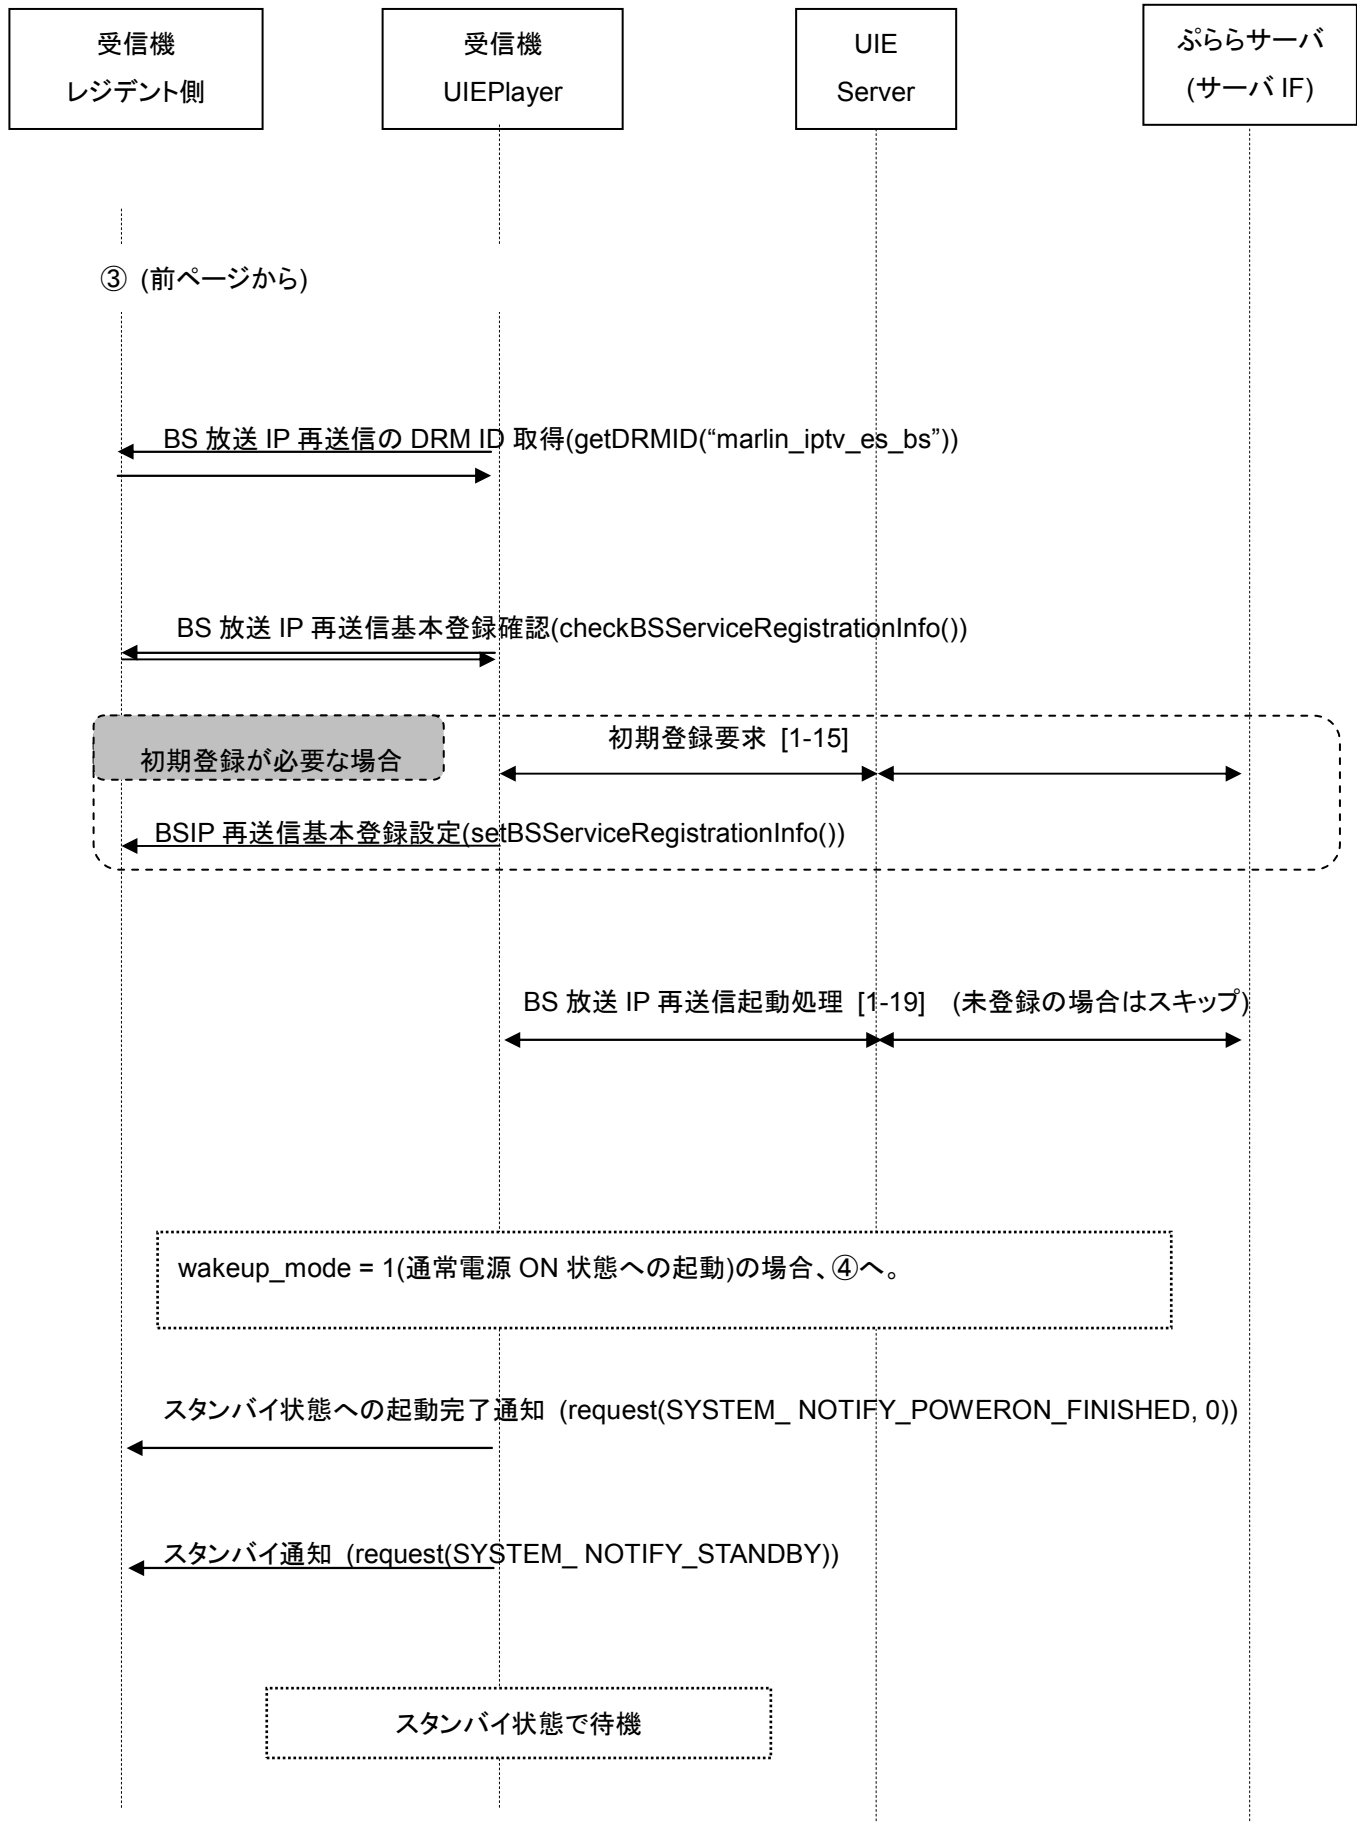 受信機
レジデント側
受信機
UIEPlayer
UIE
Server
ぷららサーバ
(サーバ IF)
③ (前ページから)
BS 放送 IP 再送信の DRM ID 取得(getDRMID(“marlin_iptv_es_bs”))
BS 放送 IP 再送信基本登録確認(checkBSServiceRegistrationInfo())
初期登録が必要な場合
初期登録要求 [1-15]
BSIP 再送信基本登録設定(setBSServiceRegistrationInfo())
BS 放送 IP 再送信起動処理 [1-19] (未登録の場合はスキップ)
wakeup_mode = 1(通常電源 ON 状態への起動)の場合、④へ。
スタンバイ状態への起動完了通知 (request(SYSTEM_ NOTIFY_POWERON_FINISHED, 0))
スタンバイ通知 (request(SYSTEM_ NOTIFY_STANDBY))
スタンバイ状態で待機